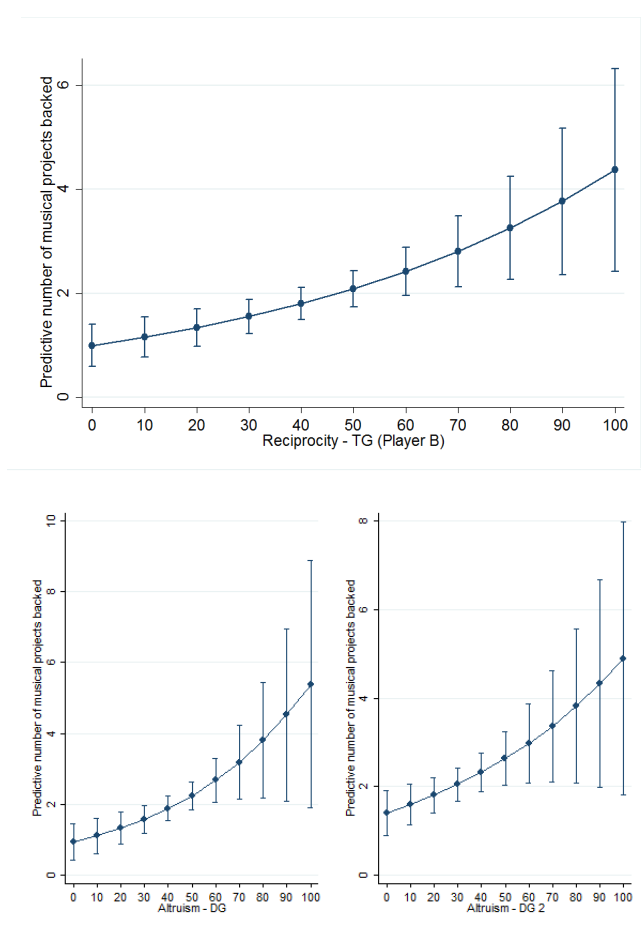 Predictive number of musical projects backed
6
4
2
0
0 10 20 30 40 50 60 70 80 90 100
Reciprocity - TG (Player B)
Predictive number of musical projects backed
10
8
6
4
2
0
0 10 20 30 40 50 60 70 80 90 100
Altruism - DG
Predictive number of musical projects backed
8
6
4
2
0
0 10 20 30 40 50 60 70 80 90 100
Altruism - DG 2